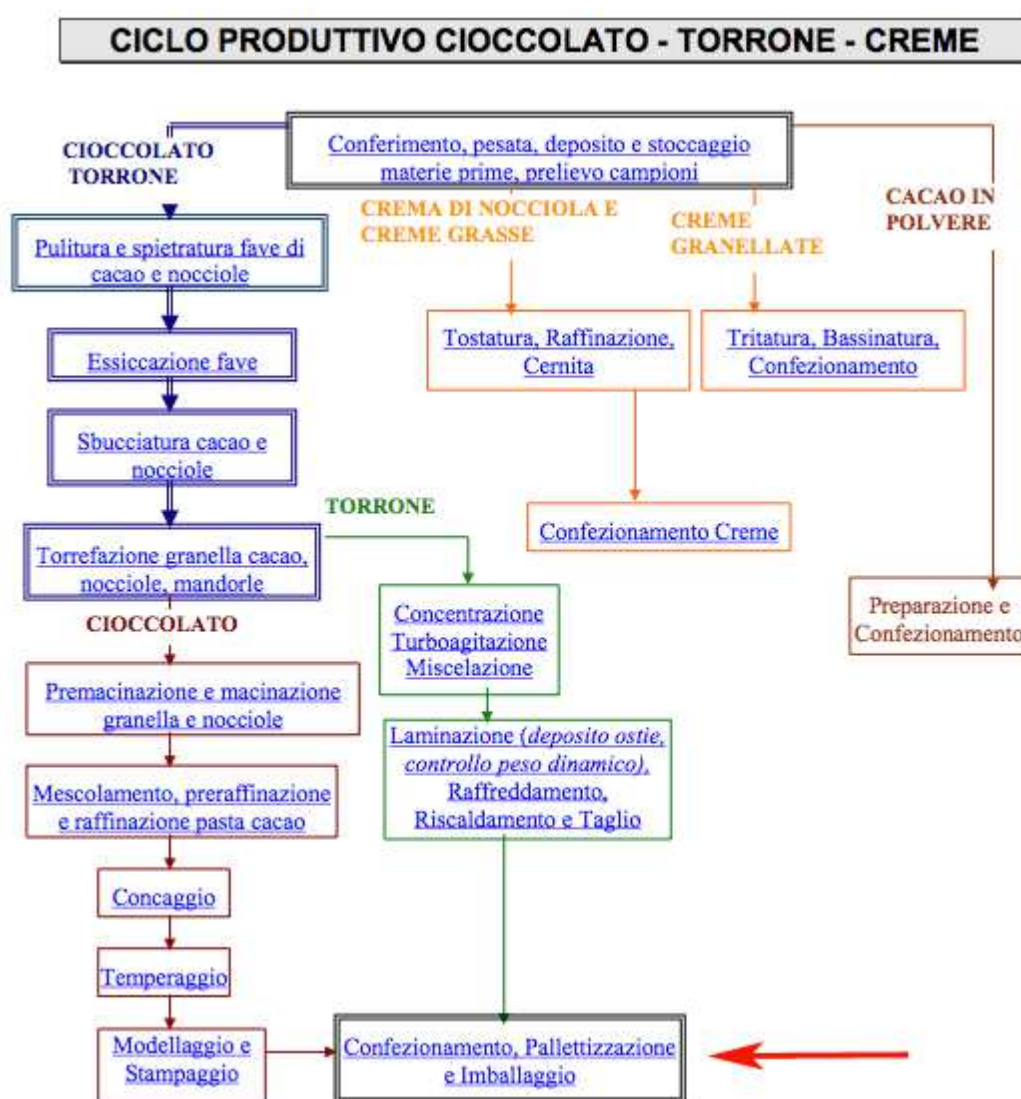 CICLO PRODUTTIVO CIOCCOLATO - TORRONE - CREME
Conferimento, pesata, deposito e stoccaggio
materie prime, prelievo campioni
CIOCCOLATO
TORRONE
CREMA DI NOCCIOLA E
CREME GRASSE
CREME
GRANELLATE
CACAO IN
POLVERE
Pulitura e spietratura fave di
cacao e nocciole
Tostatura, Raffinazione,
Cernita
Tritatura, Bassinatura,
Confezionamento
Essiccazione fave
Sbucciatura cacao e
nocciole
TORRONE
Confezionamento Creme
Torrefazione granella cacao,
nocciole, mandorle
CIOCCOLATO
Concentrazione
Turboagitazione
Miscelazione
Preparazione e
Confezionamento
Premacinazione e macinazione
granella e nocciole
Laminazione (deposito ostie,
controllo peso dinamico),
Raffreddamento,
Riscaldamento e Taglio
Mescolamento, preraffinazione
e raffinazione pasta cacao
Concaggio
Temperaggio
Modellaggio e
Stampaggio
Confezionamento, Pallettizzazione
e Imballaggio